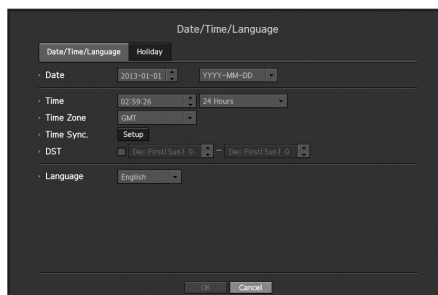 Date/Time/Language
Date/Time/Language Holiday
Date 2013-01-01 YYYY-MM-DD
Time 02:59:26 24 Hours
Time Zone GMT
Time Sync. Setup
DST Dec First(Sun) 0 – Dec First(Sun) 0
Language English
OK Cancel